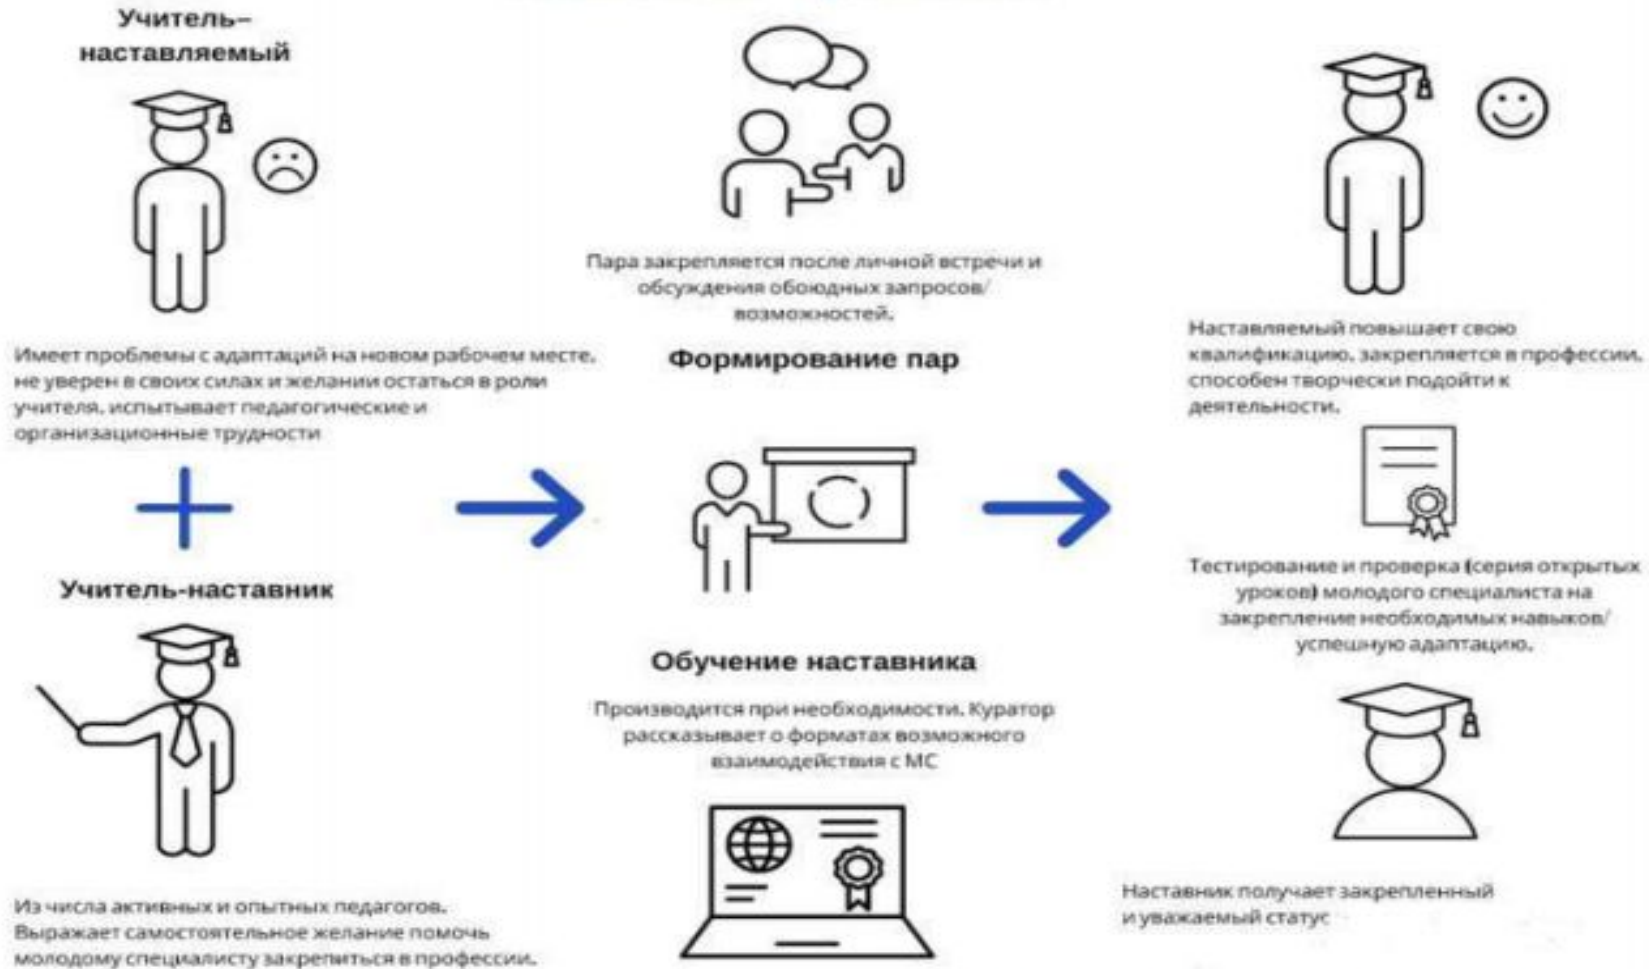 Учитель–
наставляемый
Имеет проблемы с адаптаций на новом рабочем месте,
не уверен в своих силах и желании остаться в роли
учителя, испытывает педагогические и
организационные трудности
Учитель-наставник
Из числа активных и опытных педагогов.
Выражает самостоятельное желание помочь
молодому специалисту закрепиться в профессии.
Пара закрепляется после личной встречи и
обсуждения обоюдных запросов/
возможностей.
Формирование пар
Обучение наставника
Производится при необходимости. Куратор
рассказывает о форматах возможного
взаимодействия с МС
Наставляемый повышает свою
квалификацию, закрепляется в профессии,
способен творчески подойти к
деятельности.
Тестирование и проверка (серия открытых
уроков) молодого специалиста на
закрепление необходимых навыков/
успешную адаптацию.
Наставник получает закрепленный
и уважаемый статус